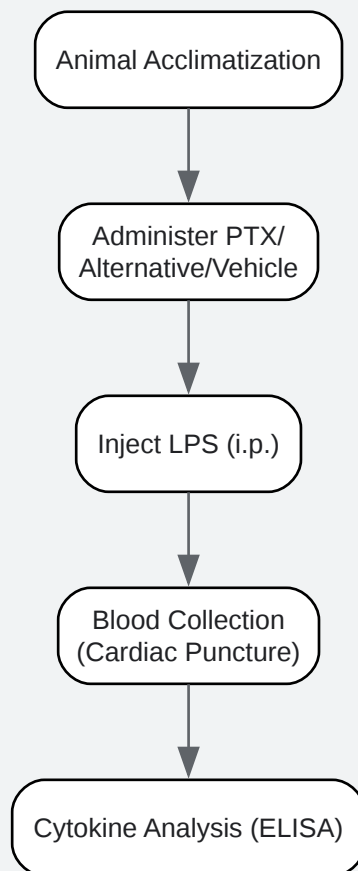 Animal Acclimatization
Administer PTX/
Alternative/Vehicle
Inject LPS (i.p.)
Blood Collection
(Cardiac Puncture)
Cytokine Analysis (ELISA)